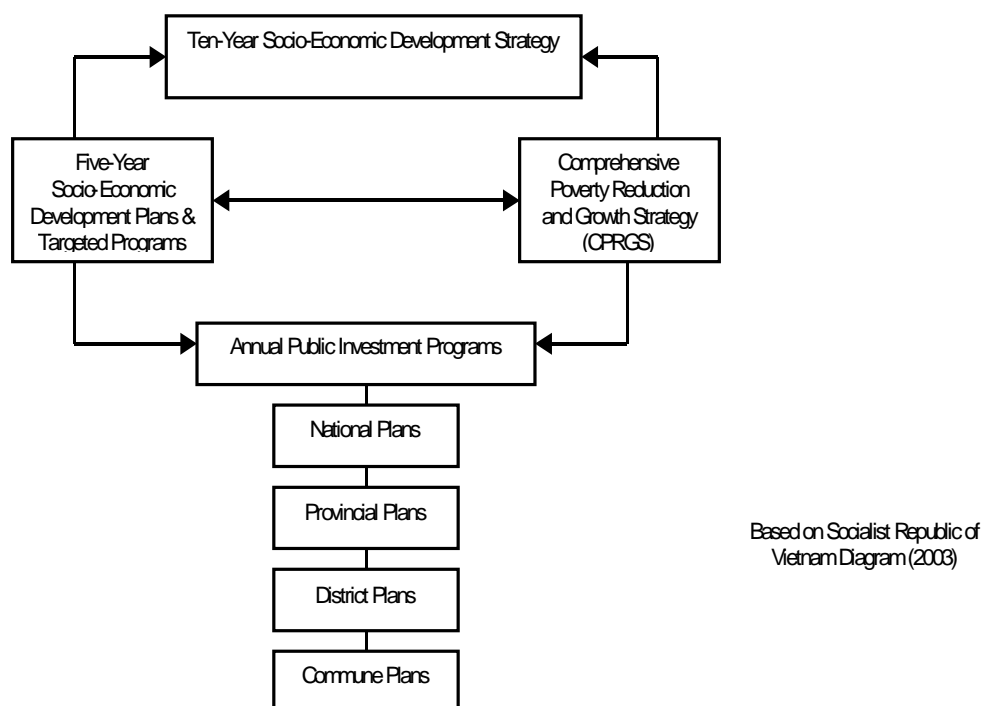 Ten-Year Socio-Economic Development Strategy
Five-Year
Socio-Economic
Development Plans &
Targeted Programs
Comprehensive
Poverty Reduction
and Growth Strategy
(CPRGS)
Annual Public Investment Programs
National Plans
Provincial Plans
Based on Socialist Republic of
Vietnam Diagram (2003)
District Plans
Commune Plans